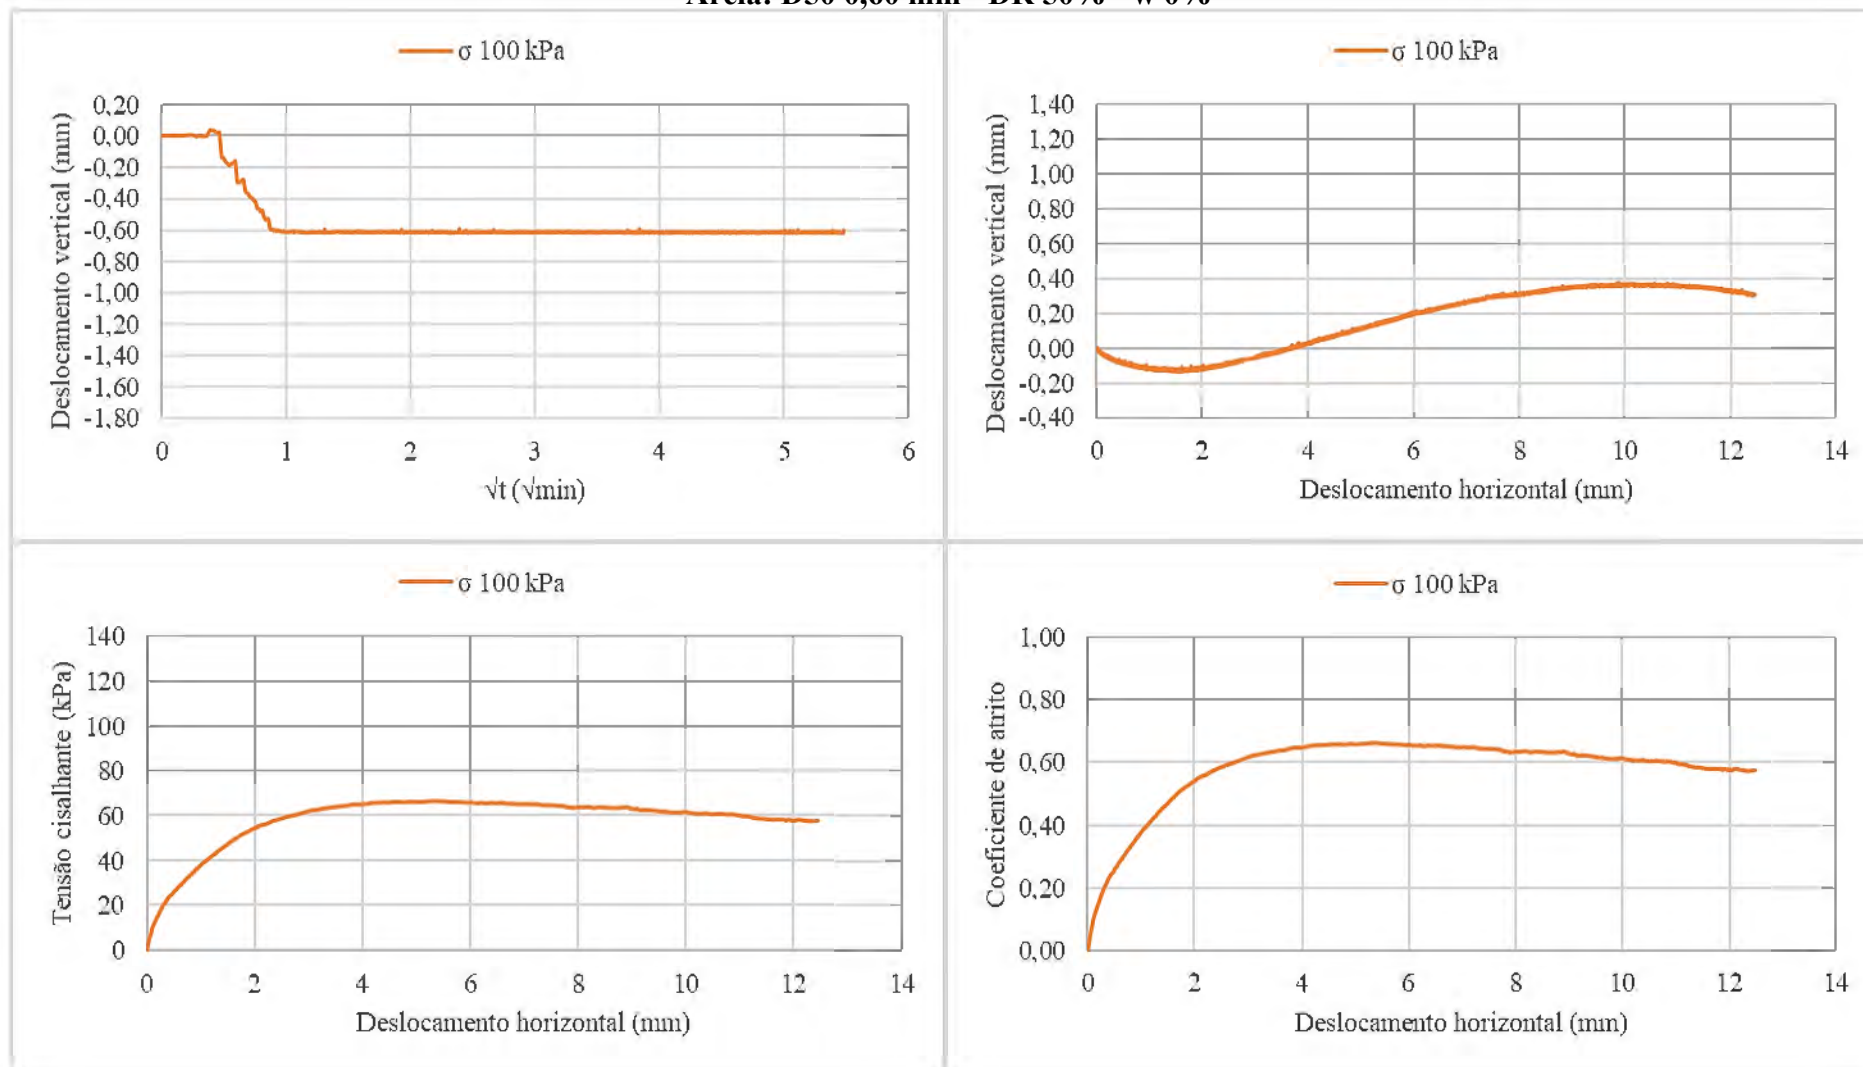 σ 100 kPa
Deslocamento vertical (mm)
0,20
0,00
-0,20
-0,40
-0,60
-0,80
-1,00
-1,20
-1,40
-1,60
-1,80
0 1 2 3 4 5 6
√t (√min)
σ 100 kPa
Deslocamento vertical (mm)
1,40
1,20
1,00
0,80
0,60
0,40
0,20
0,00
-0,20
-0,40
0 2 4 6 8 10 12 14
Deslocamento horizontal (mm)
σ 100 kPa
Tensão cisalhante (kPa)
140
120
100
80
60
40
20
0
0 2 4 6 8 10 12 14
Deslocamento horizontal (mm)
σ 100 kPa
Coeficiente de atrito
1,00
0,80
0,60
0,40
0,20
0,00
0 2 4 6 8 10 12 14
Deslocamento horizontal (mm)